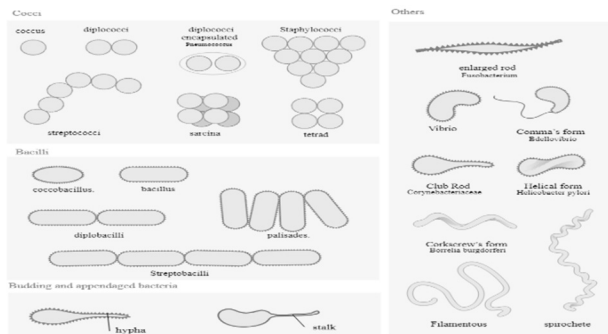 Cocci
coccus
diplococci
diplococci
encapsulated
Pneumococcus
Staphylococci
streptococci
sarcina
tetrad
Bacilli
coccobacillus.
bacillus
diplobacilli
palisades.
Streptobacilli
Budding and appendaged bacteria
hypha
stalk
Others
enlarged rod
Fusobacterium
Vibrio
Comma's form
Bdellovibrio
Club Rod
Corynebacteriaceae
Helical form
Helicobacter pylori
Corkscrew's form
Borrelia burgdorferi
Filamentous
spirochete